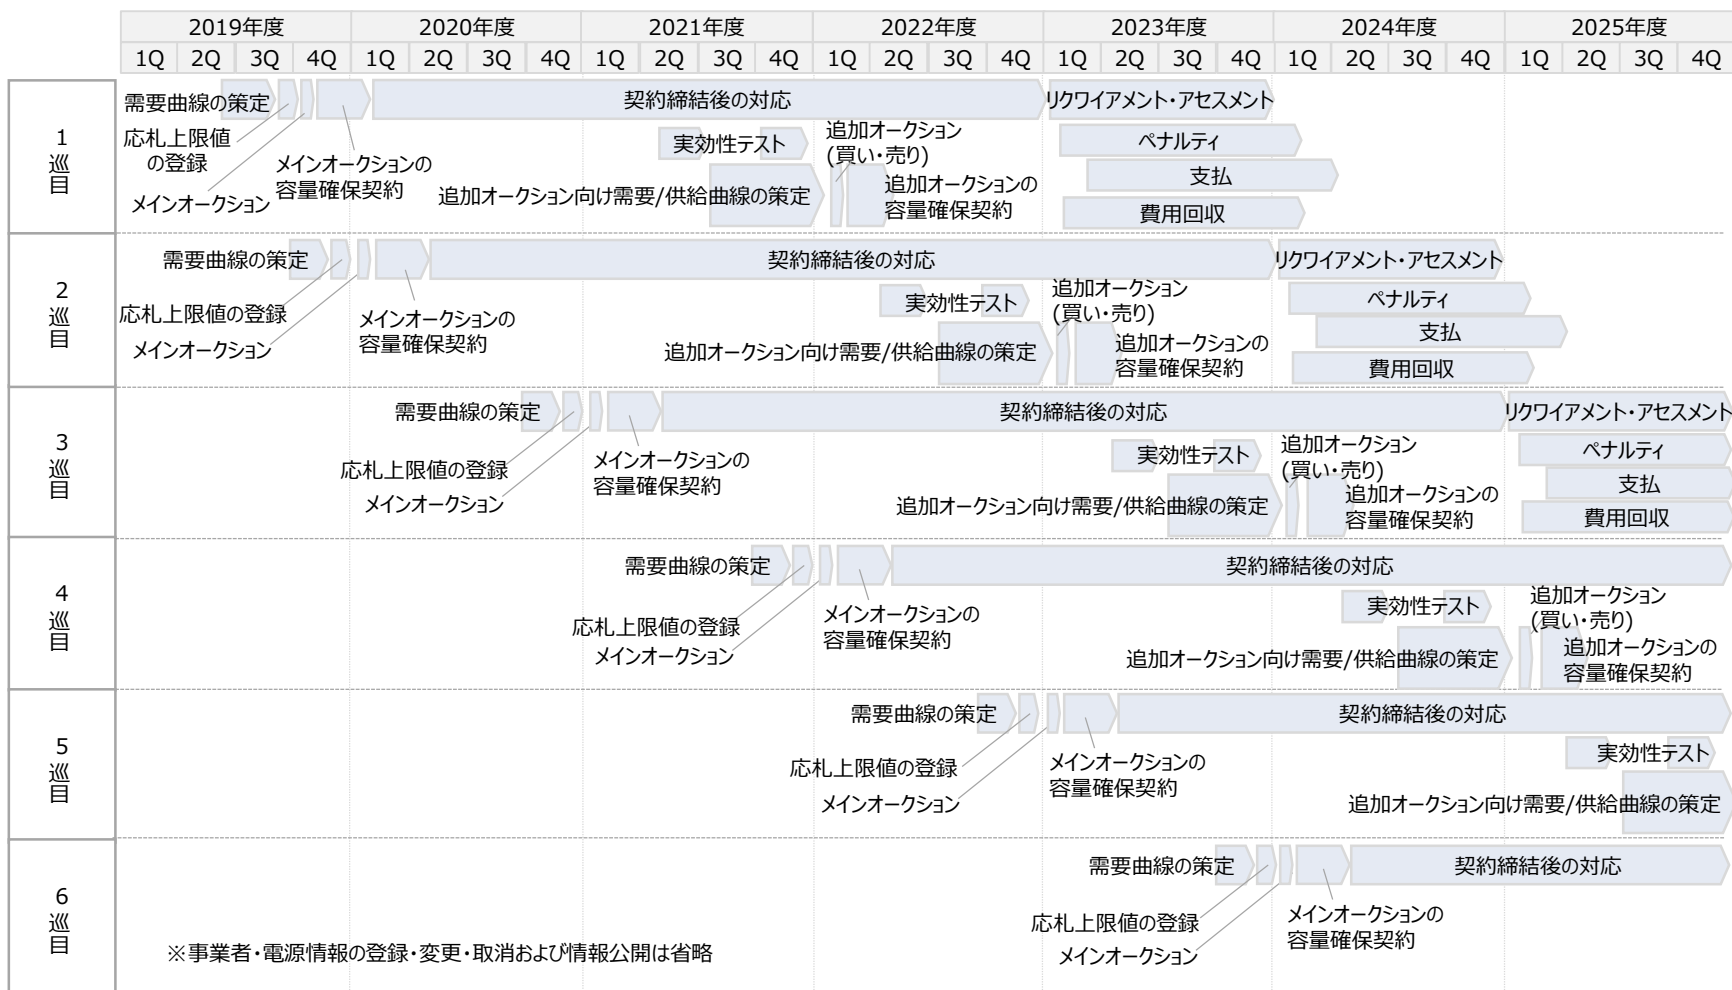 2019年度 2020年度 2021年度 2022年度 2023年度 2024年度 2025年度
1Q 2Q 3Q 4Q 1Q 2Q 3Q 4Q 1Q 2Q 3Q 4Q 1Q 2Q 3Q 4Q 1Q 2Q 3Q 4Q 1Q 2Q 3Q 4Q 1Q 2Q 3Q 4Q
1巡目
需要曲線の策定
応札上限値
の登録
メインオークション
メインオークションの
容量確保契約
契約締結後の対応
実効性テスト
追加オークション向け需要/供給曲線の策定
追加オークション
(買い・売り)
追加オークションの
容量確保契約
リクワイアメント・アセスメント
ペナルティ
支払
費用回収
2巡目
需要曲線の策定
応札上限値の登録
メインオークション
メインオークションの
容量確保契約
契約締結後の対応
実効性テスト
追加オークション向け需要/供給曲線の策定
追加オークション
(買い・売り)
追加オークションの
容量確保契約
リクワイアメント・アセスメント
ペナルティ
支払
費用回収
3巡目
需要曲線の策定
応札上限値の登録
メインオークション
メインオークションの
容量確保契約
契約締結後の対応
実効性テスト
追加オークション向け需要/供給曲線の策定
追加オークション
(買い・売り)
追加オークションの
容量確保契約
リクワイアメント・アセスメント
ペナルティ
支払
費用回収
4巡目
需要曲線の策定
応札上限値の登録
メインオークション
メインオークションの
容量確保契約
契約締結後の対応
実効性テスト
追加オークション向け需要/供給曲線の策定
追加オークション
(買い・売り)
追加オークションの
容量確保契約
5巡目
需要曲線の策定
応札上限値の登録
メインオークション
メインオークションの
容量確保契約
契約締結後の対応
実効性テスト
追加オークション向け需要/供給曲線の策定
6巡目
需要曲線の策定
応札上限値の登録
メインオークション
メインオークションの
容量確保契約
契約締結後の対応
※事業者・電源情報の登録・変更・取消および情報公開は省略